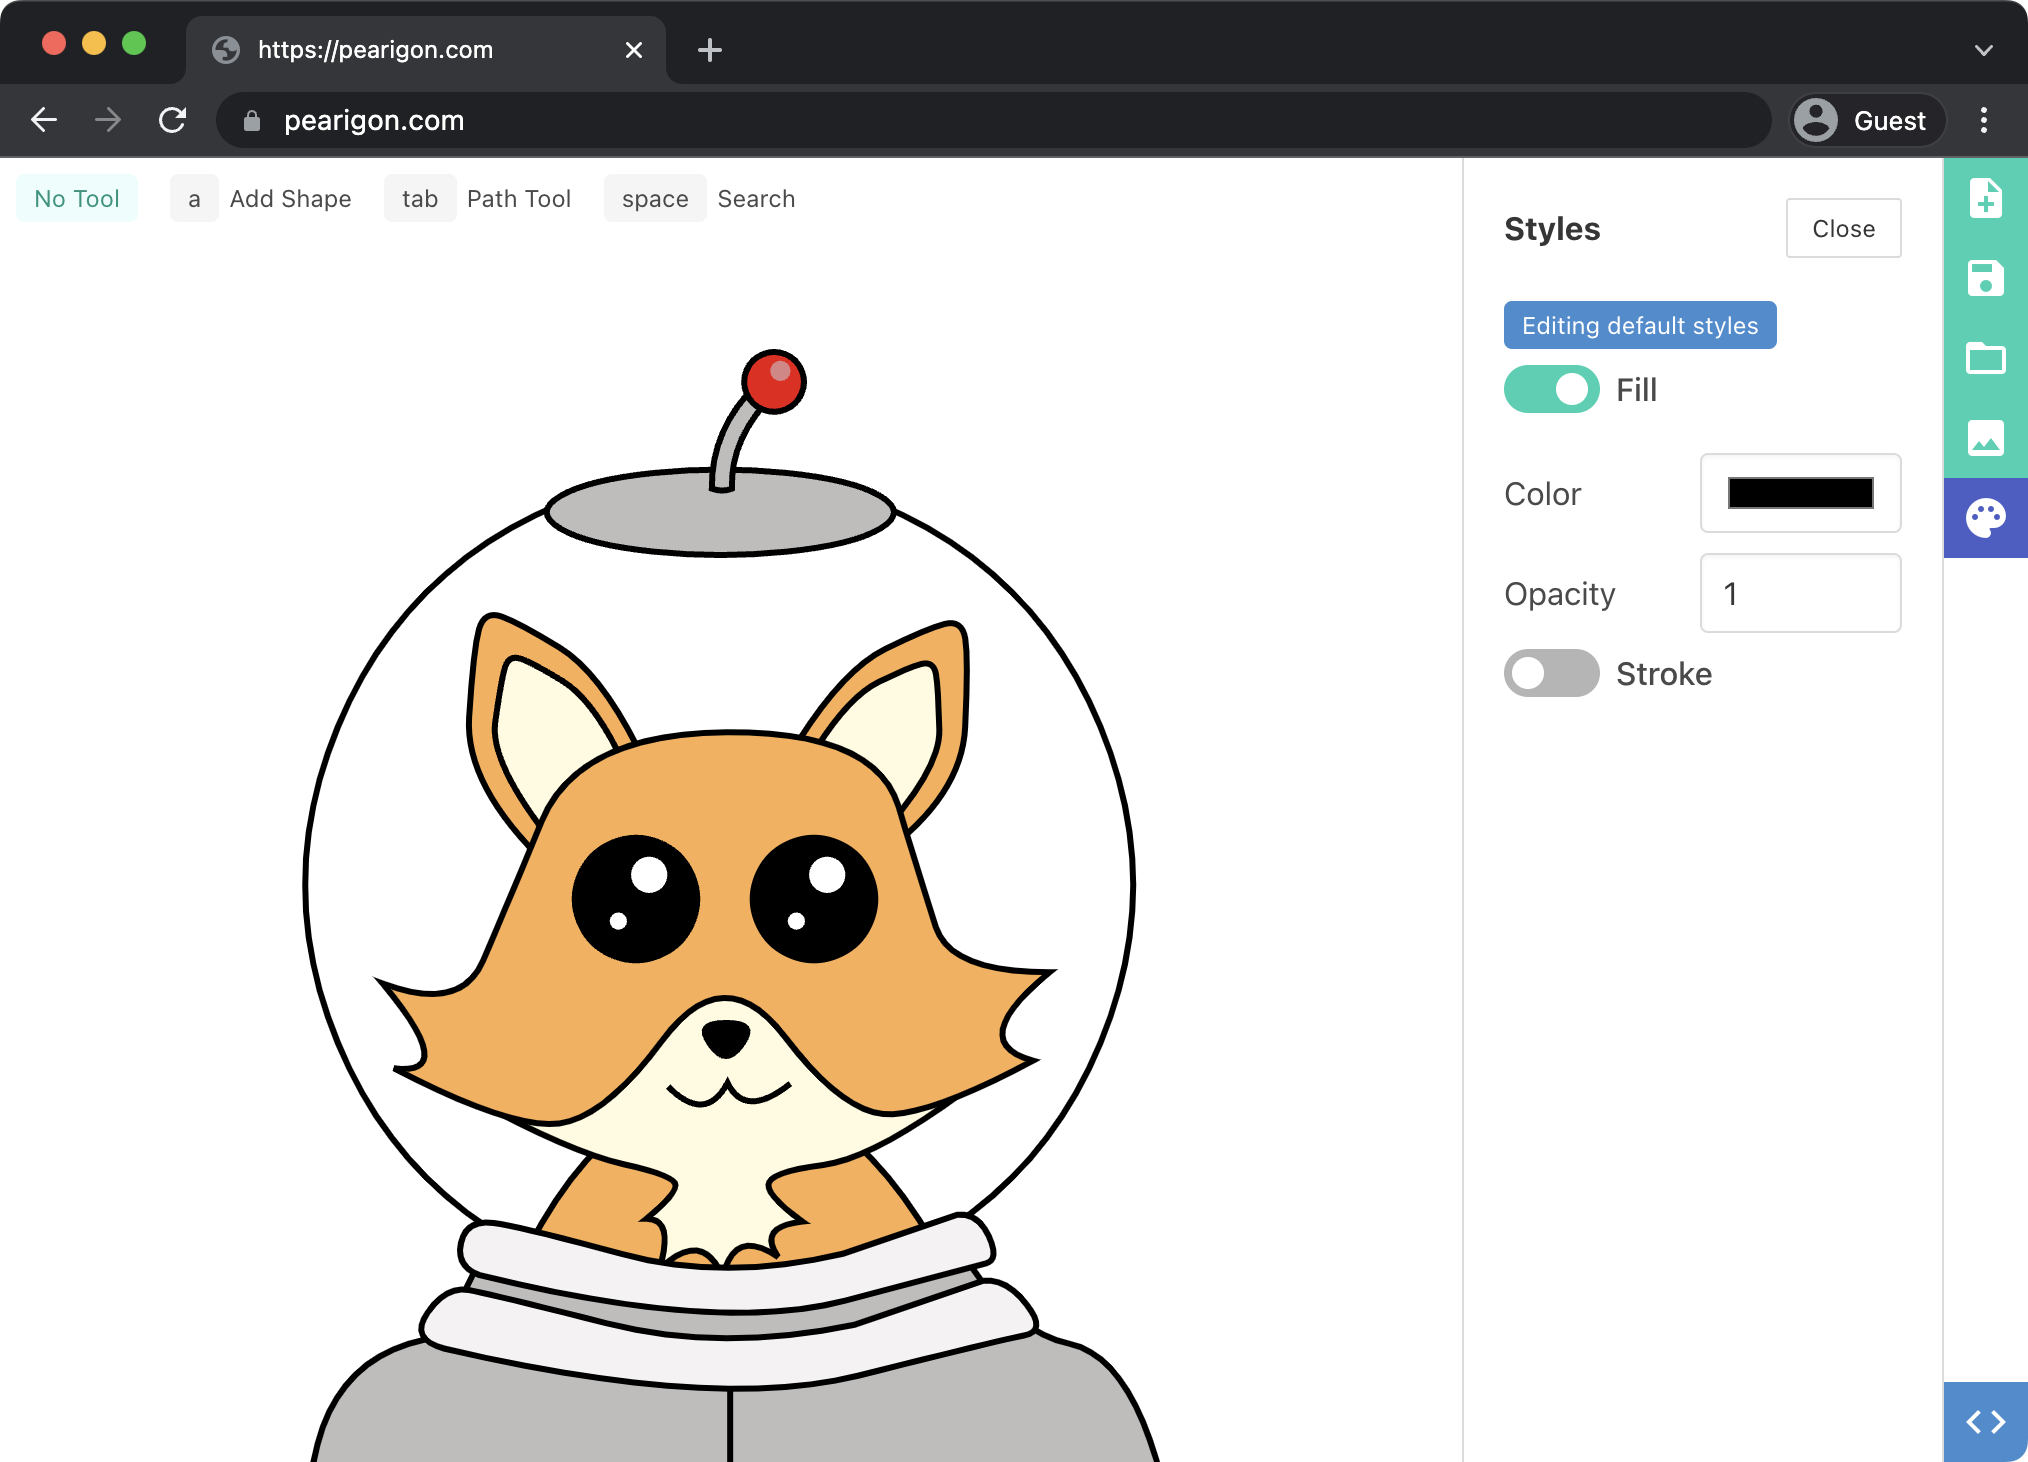 https://pearigon.com
pearigon.com
Guest
No Tool a Add Shape tab Path Tool space Search
Styles Close
Editing default styles
Fill
Color
Opacity 1
Stroke